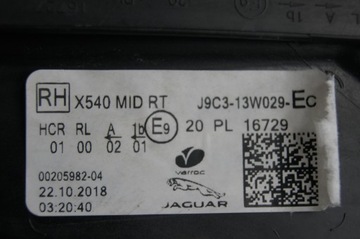 RH X540 MID RT J9C3-13W029-EC
HCR RL A 1b E9 20 PL 16729
01 00 02 01
00205982-04
22.10.2018
03:20:40
varroc
JAGUAR